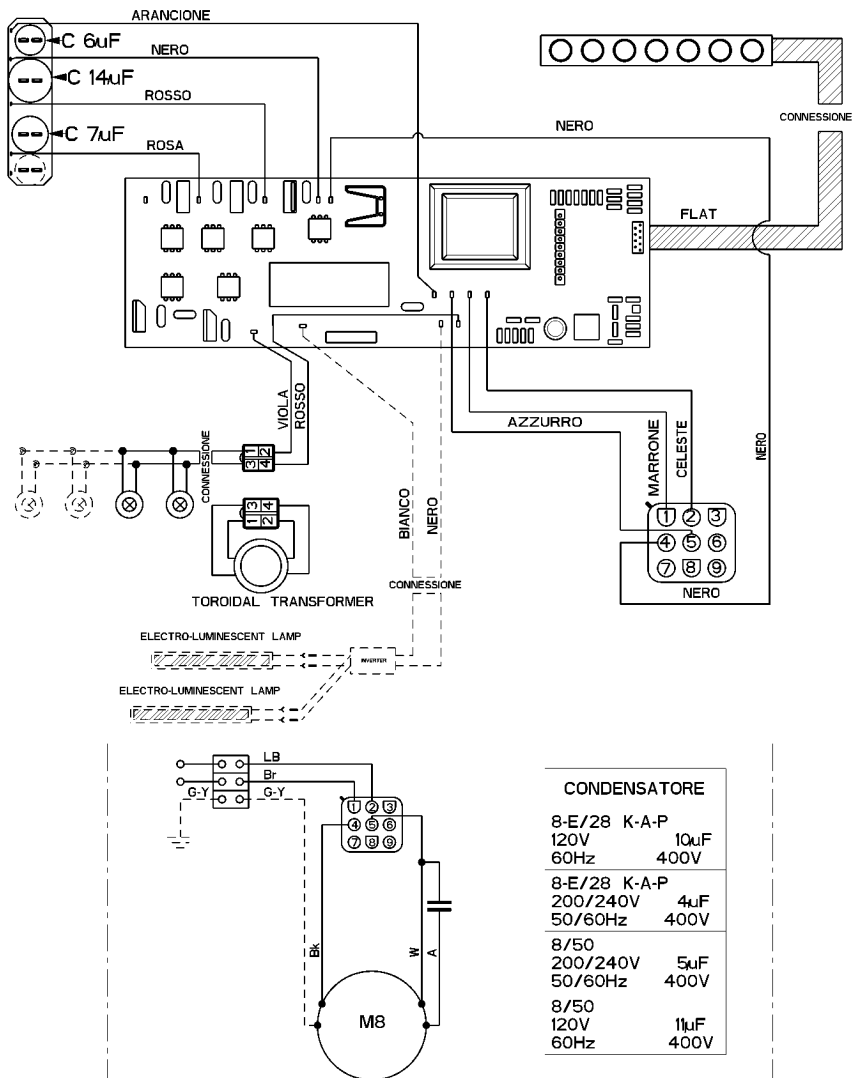 ARANCIONE
C 6uF
NERO
C 14uF
ROSSO
C 7uF
ROSA
NERO
CONNESSIONE
FLAT
VIOLA
ROSSO
AZZURRO
MARRONE
CELESTE
NERO
CONNESSIONE
1 2
3 4
3 4
1 2
BIANCO
NERO
1 2 3
4 5 6
7 8 9
NERO
TOROIDAL TRANSFORMER
CONNESSIONE
ELECTRO-LUMINESCENT LAMP
INVERTER
ELECTRO-LUMINESCENT LAMP
LB
Br
G-Y G-Y
1 2 3
4 5 6
7 8 9
Bk
W
A
M8
CONDENSATORE
8-E/28 K-A-P
120V 10uF
60Hz 400V
8-E/28 K-A-P
200/240V 4uF
50/60Hz 400V
8/50
200/240V 5uF
50/60Hz 400V
8/50
120V 11µF
60Hz 400V